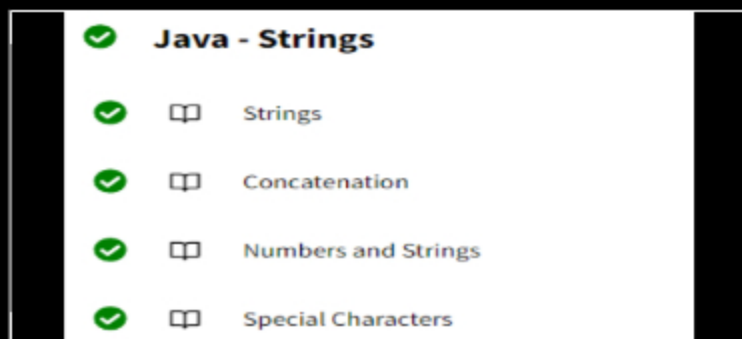 Java - Strings
Strings
Concatenation
Numbers and Strings
Special Characters